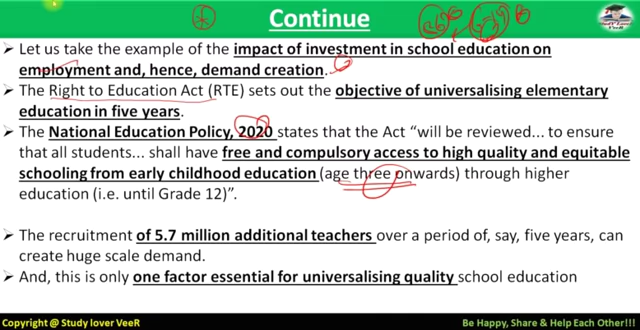 Continue
➢ Let us take the example of the impact of investment in school education on
employment and, hence, demand creation.
➢ The Right to Education Act (RTE) sets out the objective of universalising elementary
education in five years.
➢ The National Education Policy, 2020 states that the Act “will be reviewed... to ensure
that all students... shall have free and compulsory access to high quality and equitable
schooling from early childhood education (age three onwards) through higher
education (i.e. until Grade 12)”.
➢ The recruitment of 5.7 million additional teachers over a period of, say, five years, can
create huge scale demand.
➢ And, this is only one factor essential for universalising quality school education
Copyright @ Study lover VeeR
Be Happy, Share & Help Each Other!!!